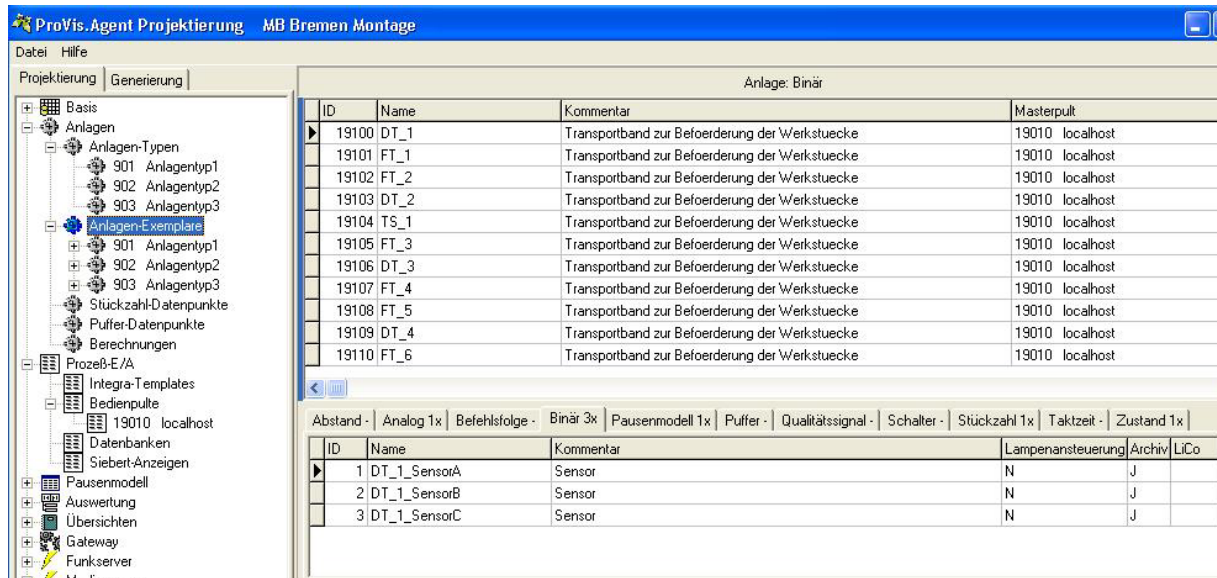 ProVis.Agent Projektierung MB Bremen Montage
Datei Hilfe
Projektierung Generierung
Basis
Anlagen
Anlagen-Typen
901 Anlagentyp1
902 Anlagentyp2
903 Anlagentyp3
Anlagen-Exemplare
901 Anlagentyp1
902 Anlagentyp2
903 Anlagentyp3
Stückzahl-Datenpunkte
Puffer-Datenpunkte
Berechnungen
Prozeß-E/A
Integra-Templates
Bedienpulte
19010 localhost
Datenbanken
Siebert-Anzeigen
Pausenmodell
Auswertung
Übersichten
Gateway
Funkserver
Anlage: Binär
ID Name Kommentar Masterpult
19100 DT_1 Transportband zur Befoerderung der Werkstuecke 19010 localhost
19101 FT_1 Transportband zur Befoerderung der Werkstuecke 19010 localhost
19102 FT_2 Transportband zur Befoerderung der Werkstuecke 19010 localhost
19103 DT_2 Transportband zur Befoerderung der Werkstuecke 19010 localhost
19104 TS_1 Transportband zur Befoerderung der Werkstuecke 19010 localhost
19105 FT_3 Transportband zur Befoerderung der Werkstuecke 19010 localhost
19106 DT_3 Transportband zur Befoerderung der Werkstuecke 19010 localhost
19107 FT_4 Transportband zur Befoerderung der Werkstuecke 19010 localhost
19108 FT_5 Transportband zur Befoerderung der Werkstuecke 19010 localhost
19109 DT_4 Transportband zur Befoerderung der Werkstuecke 19010 localhost
19110 FT_6 Transportband zur Befoerderung der Werkstuecke 19010 localhost
Abstand - Analog 1x Befehlsfolge - Binär 3x Pausenmodell 1x Puffer - Qualitätssignal - Schalter - Stückzahl 1x Taktzeit - Zustand 1x
ID Name Kommentar Lampenansteuerung Archiv LiCo
1 DT_1_SensorA Sensor N J
2 DT_1_SensorB Sensor N J
3 DT_1_SensorC Sensor N J